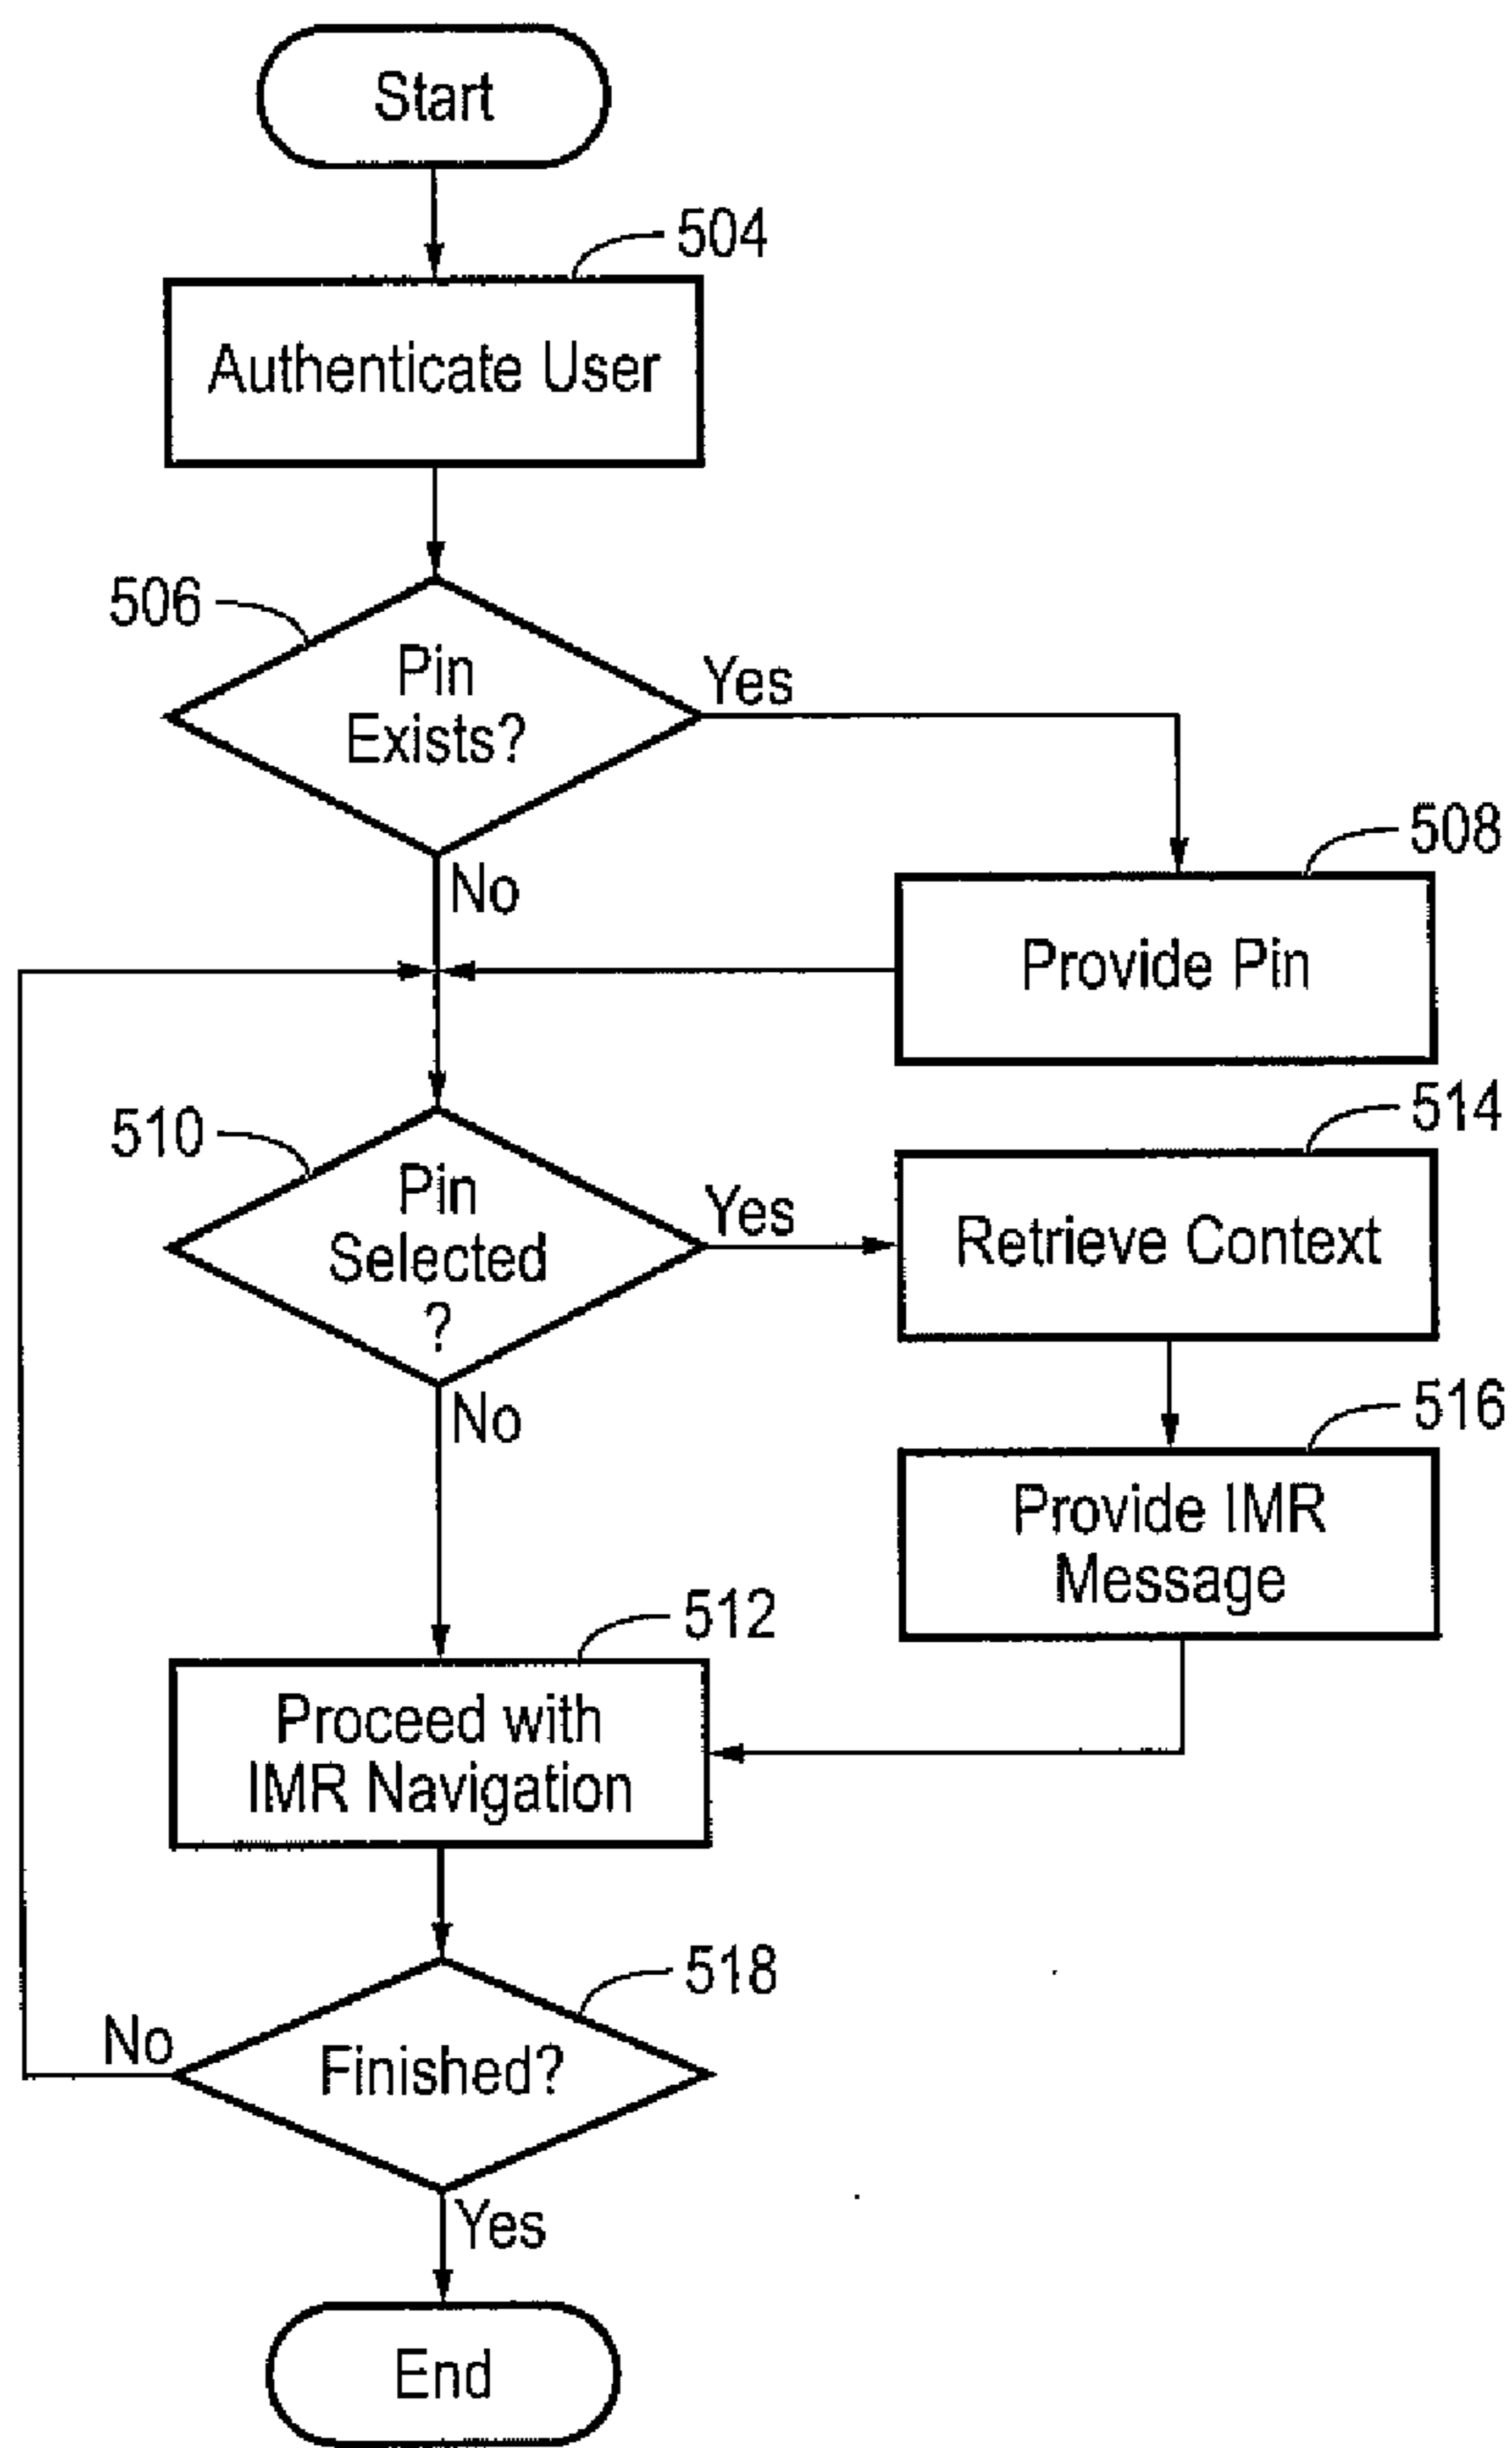 Start
504
Authenticate User
506
Pin
Exists?
Yes
No
508
Provide Pin
510
Pin
Selected
?
Yes
No
514
Retrieve Context
516
Provide IMR
Message
512
Proceed with
IMR Navigation
518
Finished?
No
Yes
End